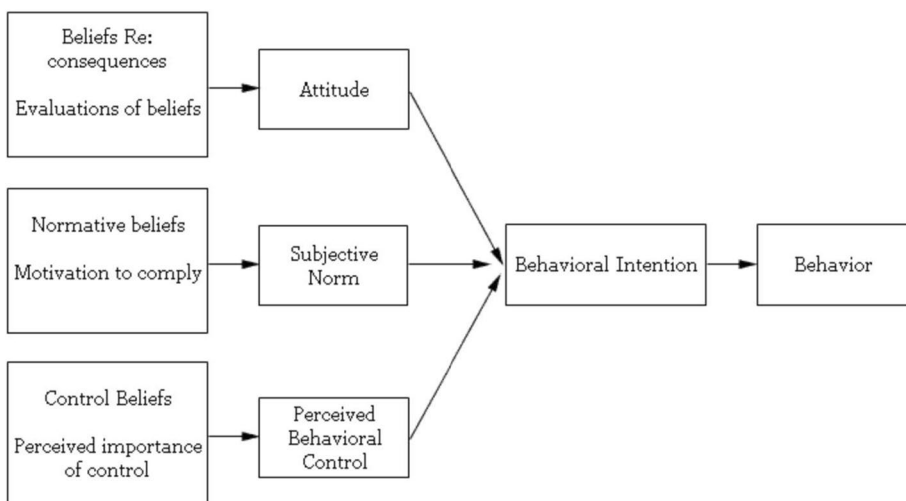 Beliefs Re:
consequences
Evaluations of beliefs
Attitude
Normative beliefs
Motivation to comply
Subjective
Norm
Behavioral Intention
Behavior
Control Beliefs
Perceived importance
of control
Perceived
Behavioral
Control